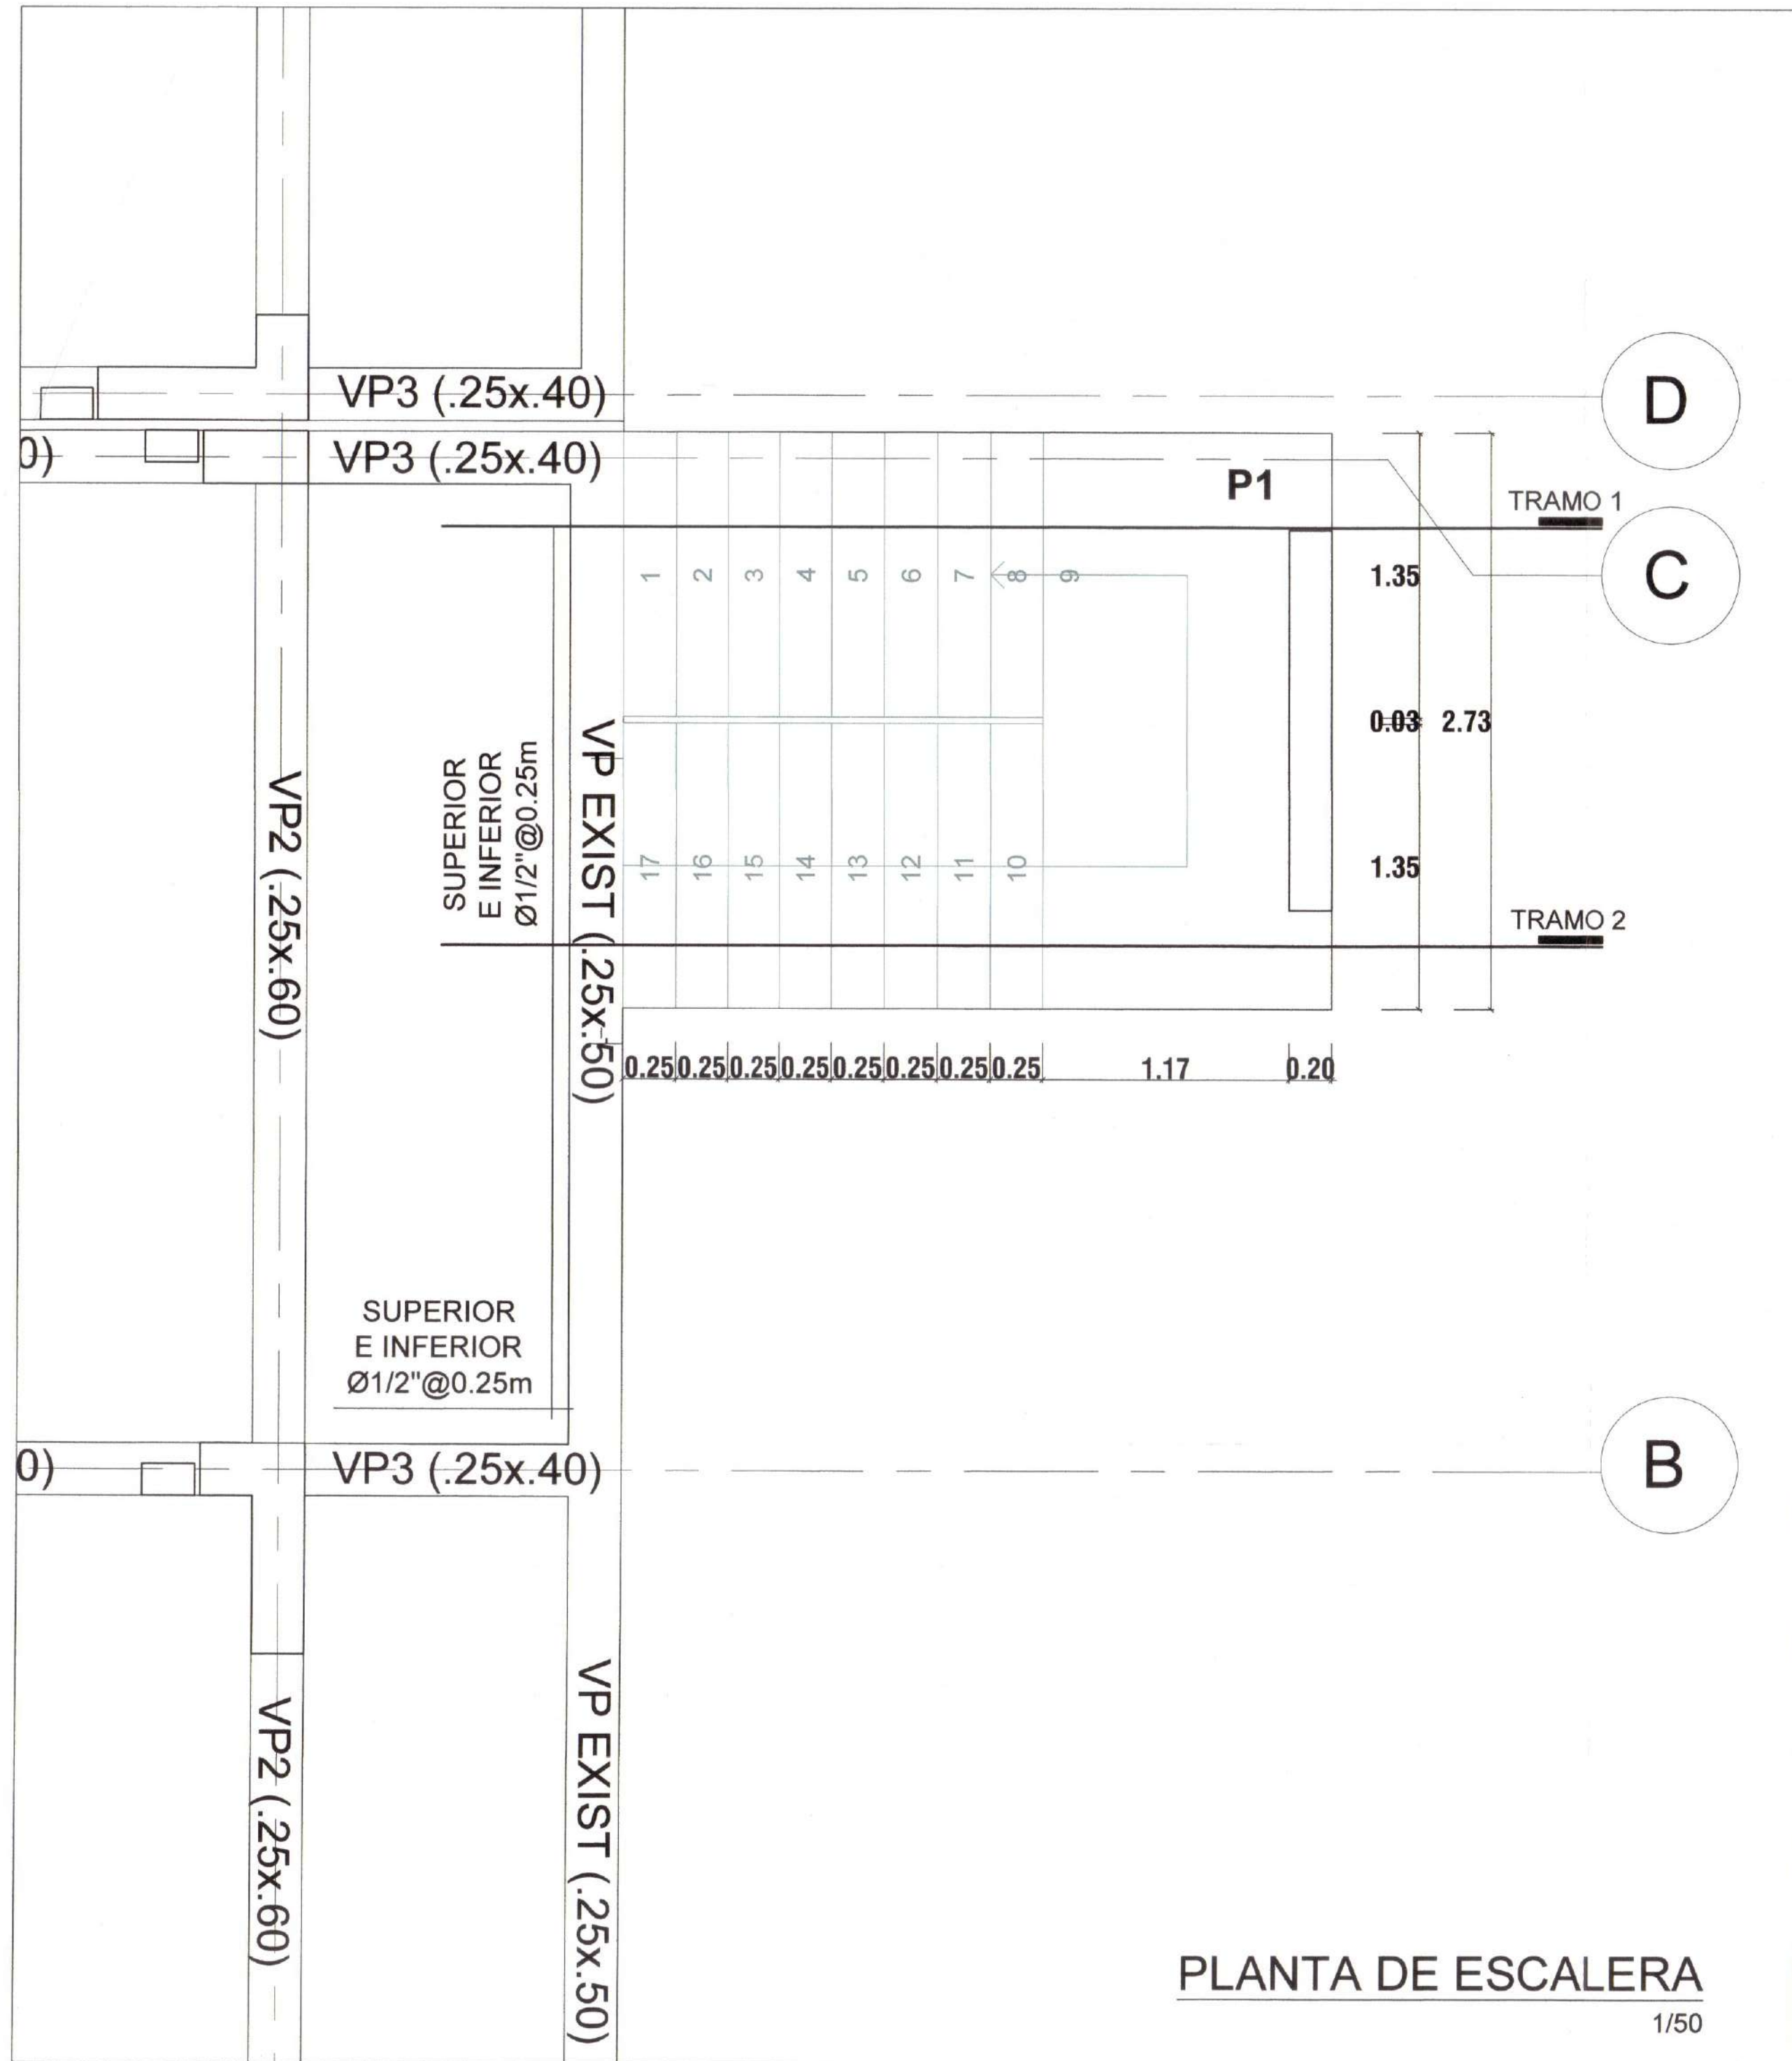 VP3 (.25x.40)
D
0)
VP3 (.25x.40)
P1
TRAMO 1
C
1 2 3 4 5 6 7 8 9
1.35
0.03 2.73
1.35
SUPERIOR
E INFERIOR
Ø1/2"@0.25m
VP EXIST (.25x.50)
VP2 (.25x.60)
17 16 15 14 13 12 11 10
TRAMO 2
0.25 0.25 0.25 0.25 0.25 0.25 0.25 0.25 1.17 0.20
SUPERIOR
E INFERIOR
Ø1/2"@0.25m
0)
VP3 (.25x.40)
B
VP2 (.25x.60)
VP EXIST (.25x.50)
PLANTA DE ESCALERA
1/50